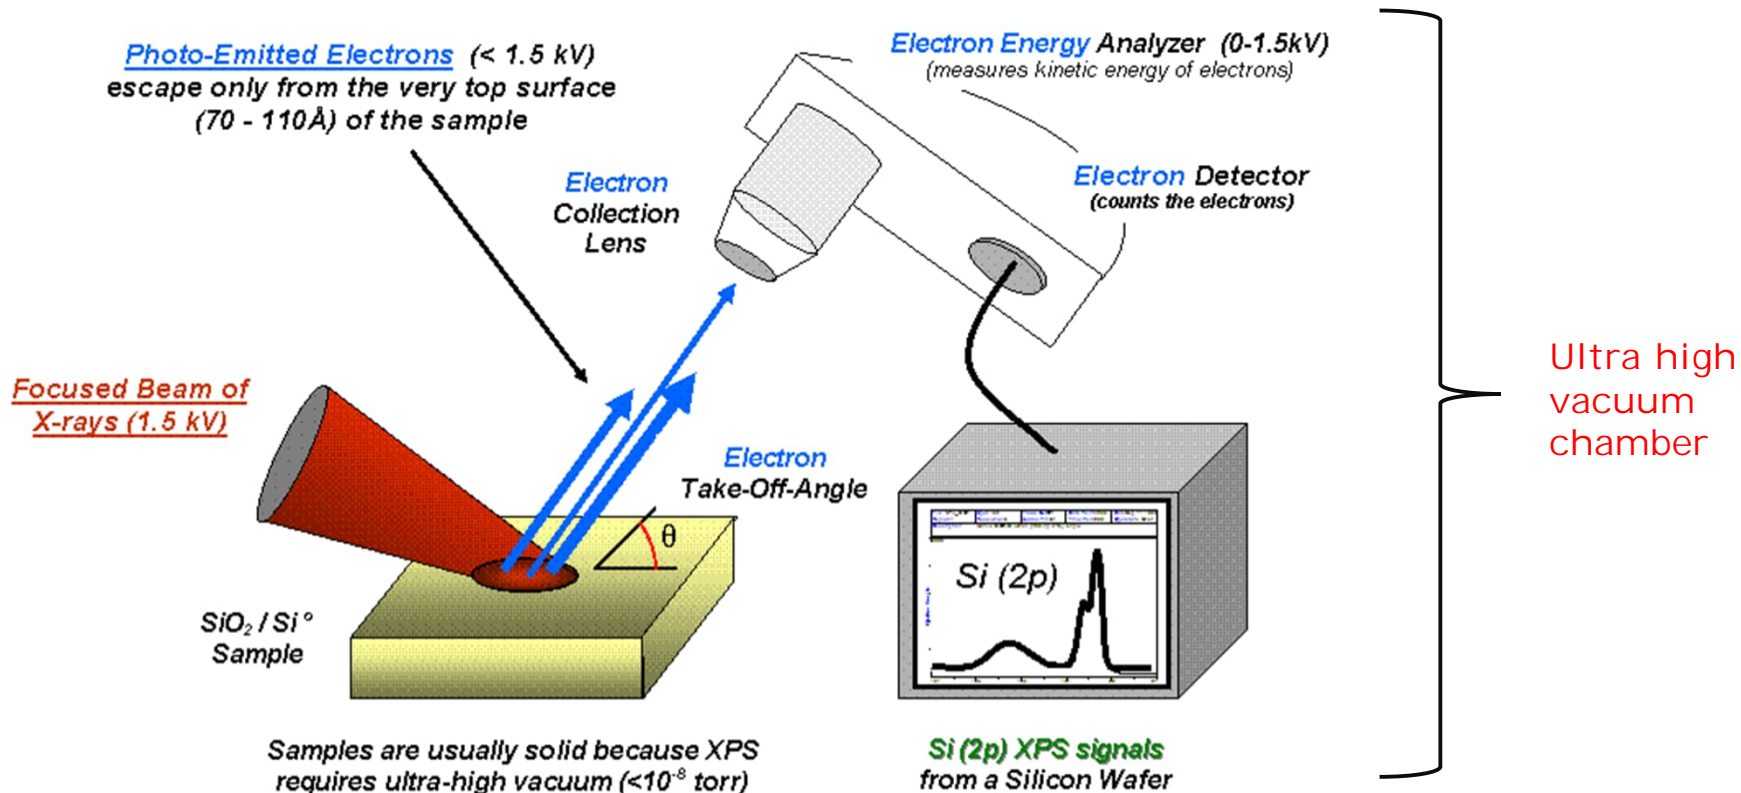 Photo-Emitted Electrons (< 1.5 kV)
escape only from the very top surface
(70 - 110Å) of the sample
Electron Energy Analyzer (0-1.5kV)
(measures kinetic energy of electrons)
Electron
Collection
Lens
Electron Detector
(counts the electrons)
Focused Beam of
X-rays (1.5 kV)
Electron
Take-Off-Angle
θ
SiO₂ / Si°
Sample
Si (2p)
Samples are usually solid because XPS
requires ultra-high vacuum (<10⁻⁸ torr)
Si (2p) XPS signals
from a Silicon Wafer
Ultra high
vacuum
chamber